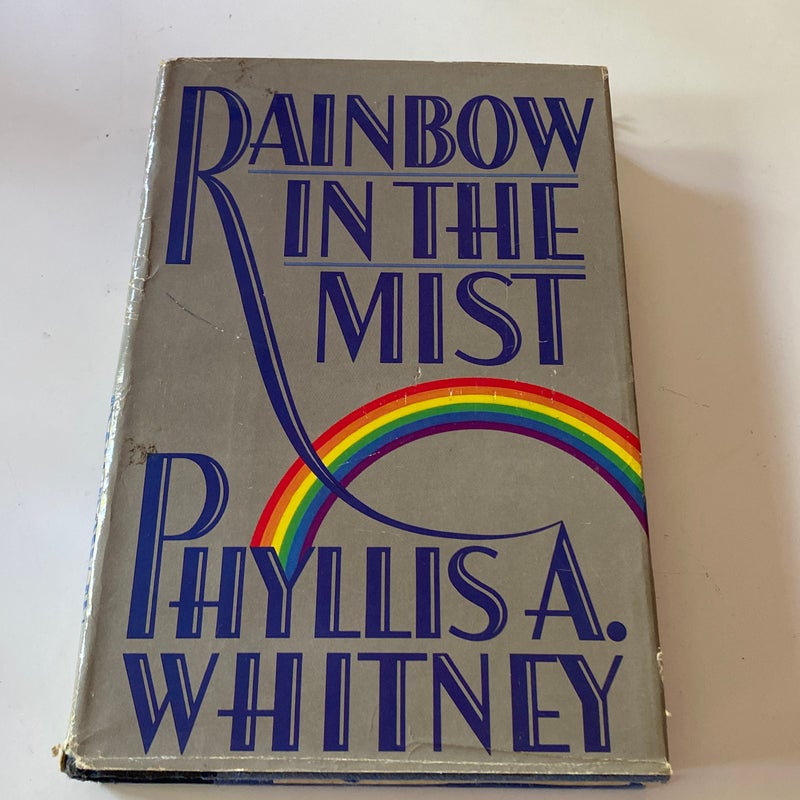 RAINBOW
IN THE
MIST
PHYLLIS A.
WHITNEY